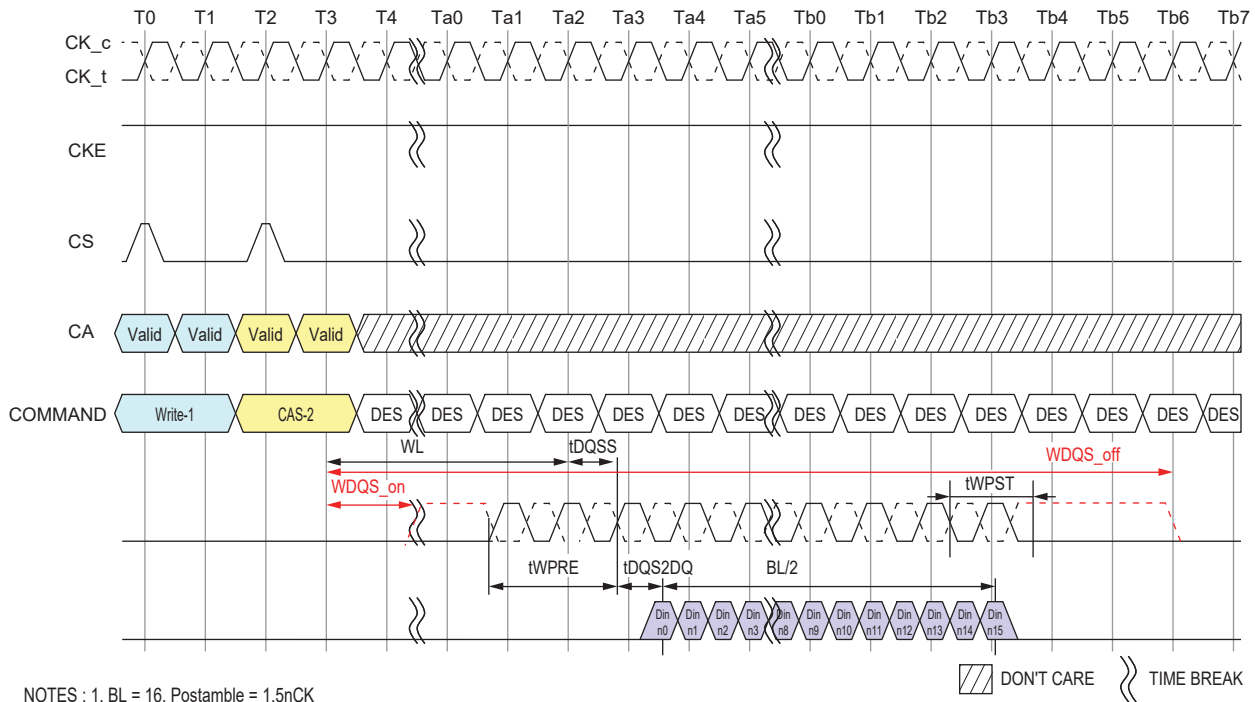 T0 T1 T2 T3 T4 Ta0 Ta1 Ta2 Ta3 Ta4 Ta5 Tb0 Tb1 Tb2 Tb3 Tb4 Tb5 Tb6 Tb7
CK_c
CK_t
CKE
CS
CA Valid Valid Valid Valid
COMMAND Write-1 CAS-2 DES DES DES DES DES DES DES DES DES DES DES DES DES DES DES
WL tDQSS
WDQS_off
WDQS_on
tWPST
tWPRE tDQS2DQ BL/2
Din n0 Din n1 Din n2 Din n3 Din n8 Din n9 Din n10 Din n11 Din n12 Din n13 Din n14 Din n15
DON'T CARE TIME BREAK
NOTES : 1. BL = 16, Postamble = 1.5nCK